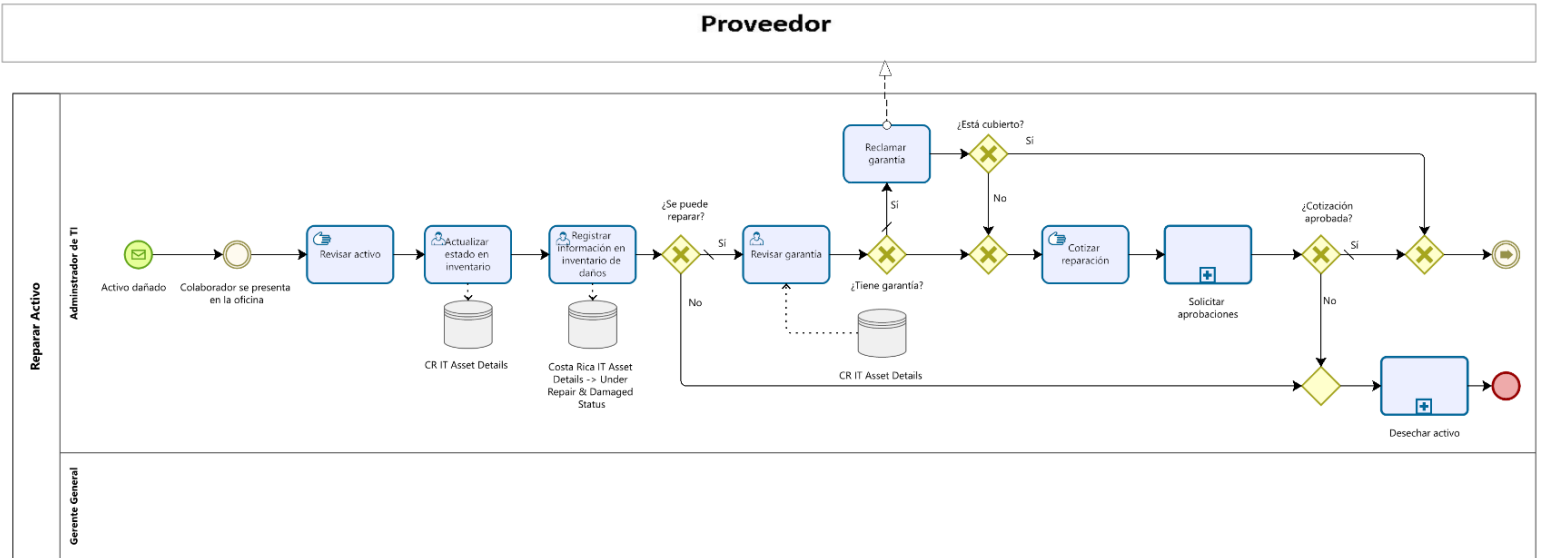 Proveedor
Reparar Activo
Adminstrador de TI
Gerente General
Activo dañado
Colaborador se presenta
en la oficina
Revisar activo
Actualizar
estado en
inventario
CR IT Asset Details
Registrar
información en
inventario de
daños
Costa Rica IT Asset
Details -> Under
Repair & Damaged
Status
¿Se puede
reparar?
Sí
No
Revisar garantía
CR IT Asset Details
¿Tiene garantía?
Sí
Reclamar
garantía
¿Está cubierto?
Sí
No
Cotizar
reparación
Solicitar
aprobaciones
¿Cotización
aprobada?
Sí
No
Desechar activo